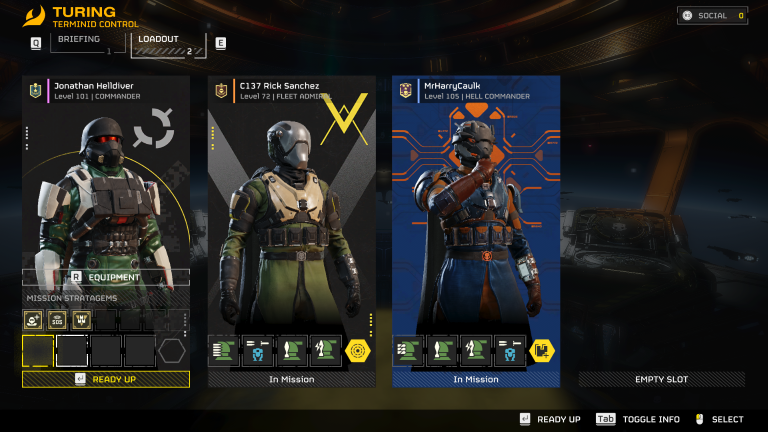 TURING
TERMINID CONTROL
SOCIAL 0
Q
BRIEFING
1
LOADOUT
2
E
Jonathan Helldiver
Level 101 | COMMANDER
C137 Rick Sanchez
Level 72 | FLEET ADMIRAL
MrHarryCaulk
Level 105 | HELL COMMANDER
R EQUIPMENT
MISSION STRATAGEMS
SOS
READY UP
In Mission
In Mission
EMPTY SLOT
READY UP
Tab TOGGLE INFO
SELECT